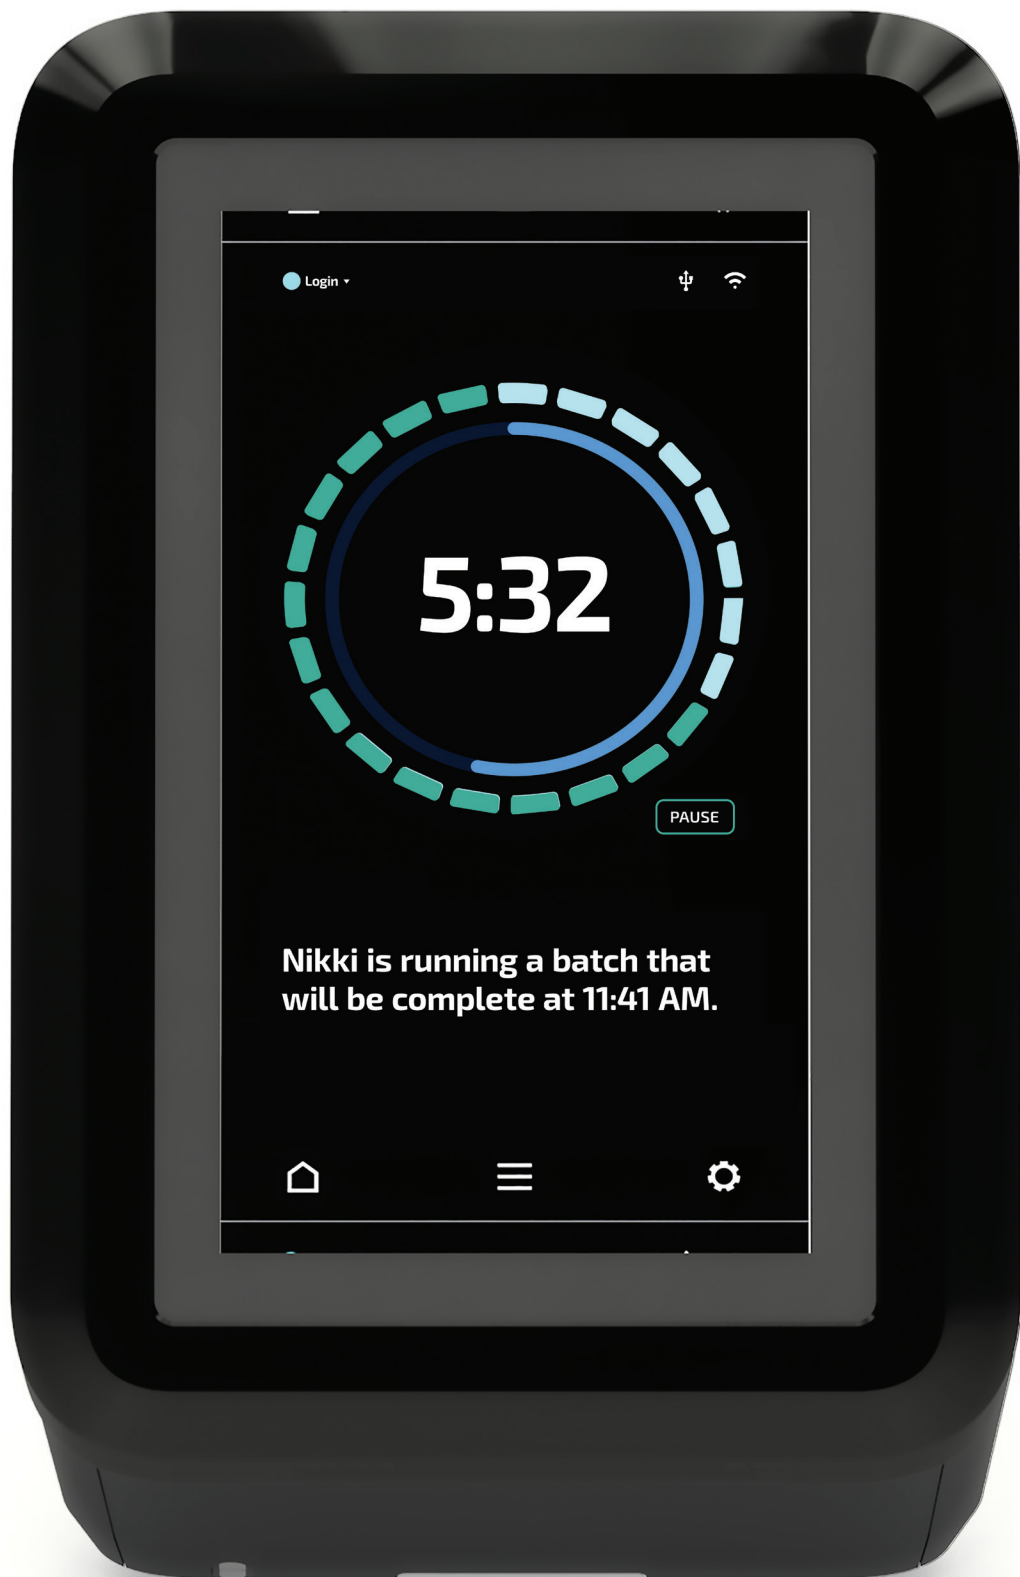 Login
5:32
PAUSE
Nikki is running a batch that
will be complete at 11:41 AM.